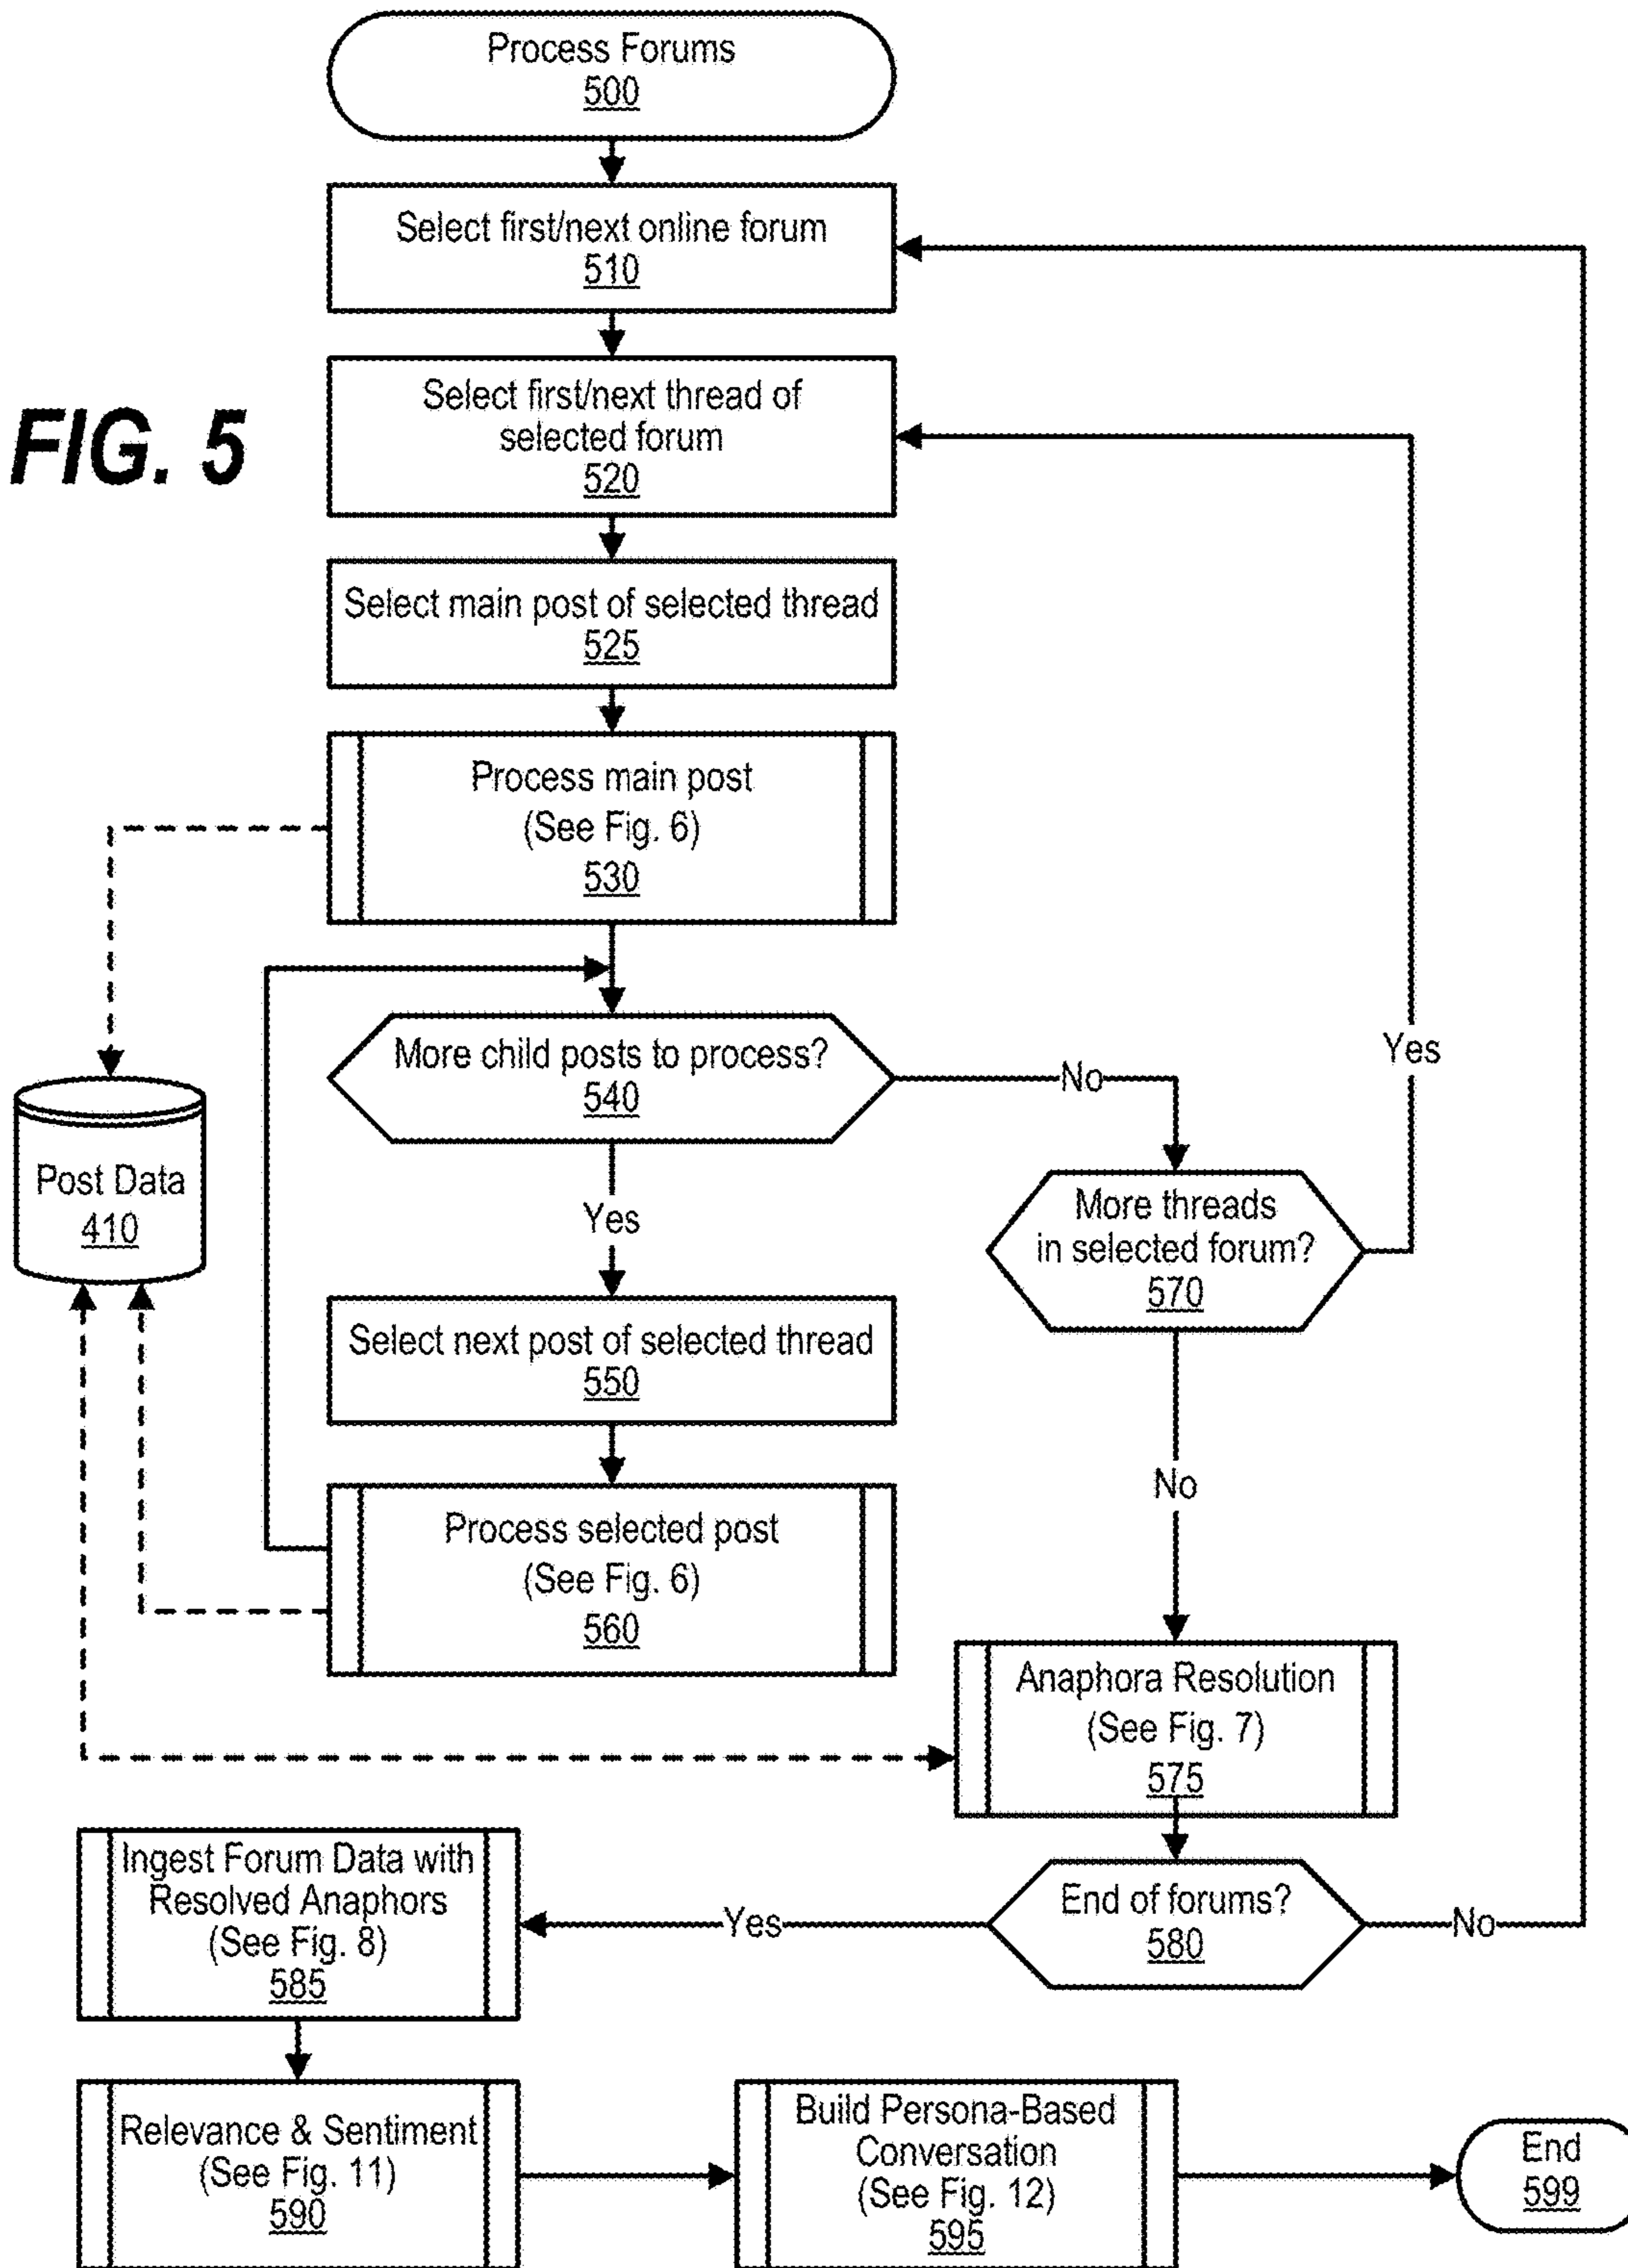 Process Forums
500
Select first/next online forum
510
FIG. 5
Select first/next thread of
selected forum
520
Select main post of selected thread
525
Process main post
(See Fig. 6)
530
More child posts to process?
540
No
Yes
Post Data
410
Yes
More threads
in selected forum?
570
Select next post of selected thread
550
No
Process selected post
(See Fig. 6)
560
Anaphora Resolution
(See Fig. 7)
575
Ingest Forum Data with
Resolved Anaphors
(See Fig. 8)
585
Yes
End of forums?
580
No
Relevance & Sentiment
(See Fig. 11)
590
Build Persona-Based
Conversation
(See Fig. 12)
595
End
599